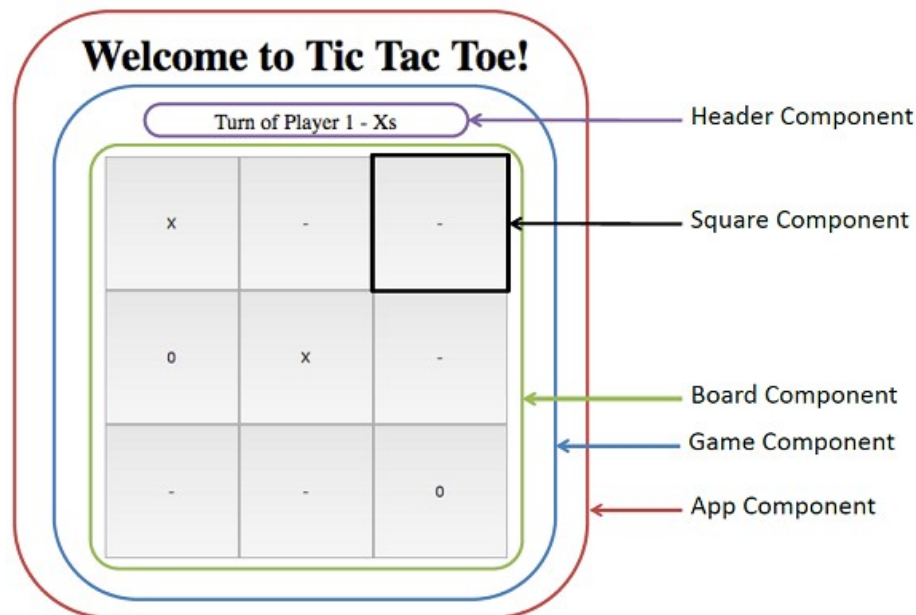 Welcome to Tic Tac Toe!
Turn of Player 1 - Xs
Header Component
X - -
Square Component
0 X -
Board Component
Game Component
- - 0
App Component